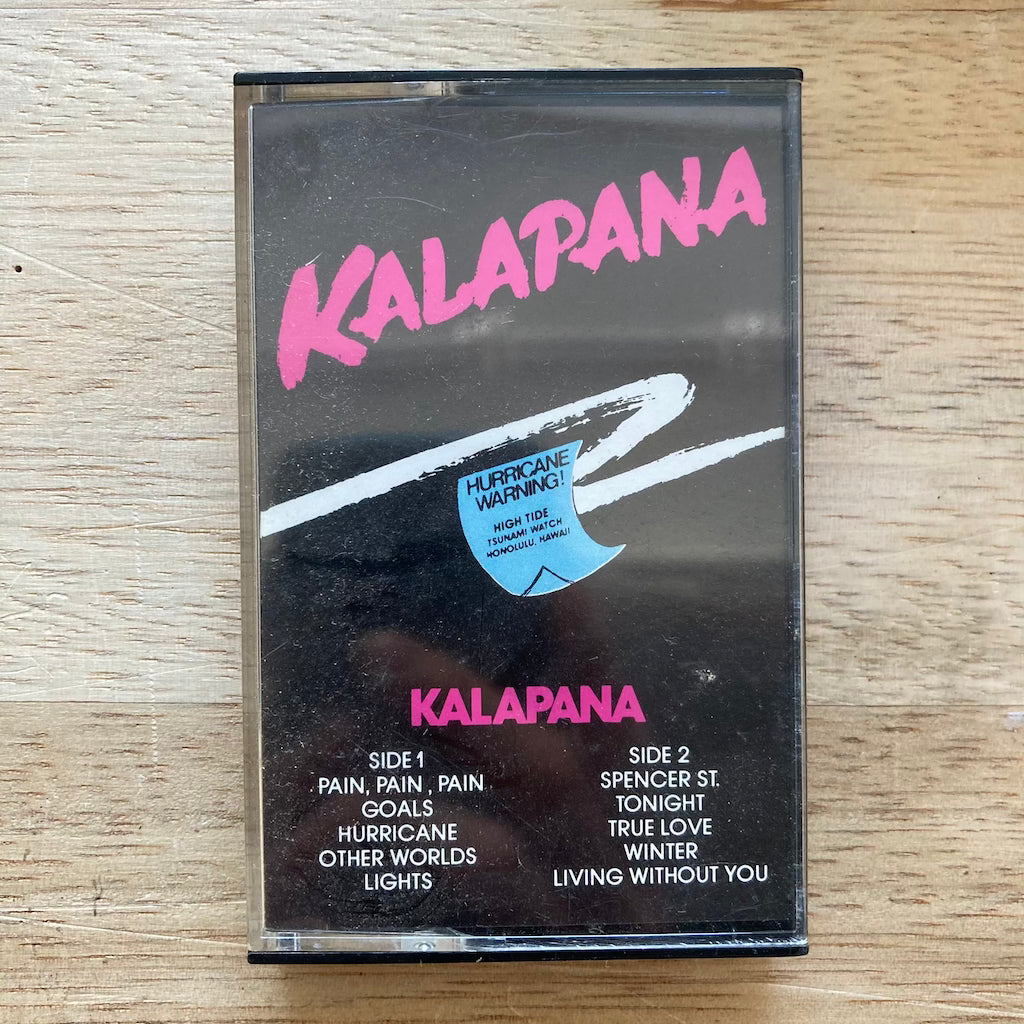 KALAPANA
HURRICANE
WARNING!
HIGH TIDE
TSUNAMI WATCH
HONOLULU, HAWAII
KALAPANA
SIDE 1
PAIN, PAIN , PAIN
GOALS
HURRICANE
OTHER WORLDS
LIGHTS
SIDE 2
SPENCER ST.
TONIGHT
TRUE LOVE
WINTER
LIVING WITHOUT YOU